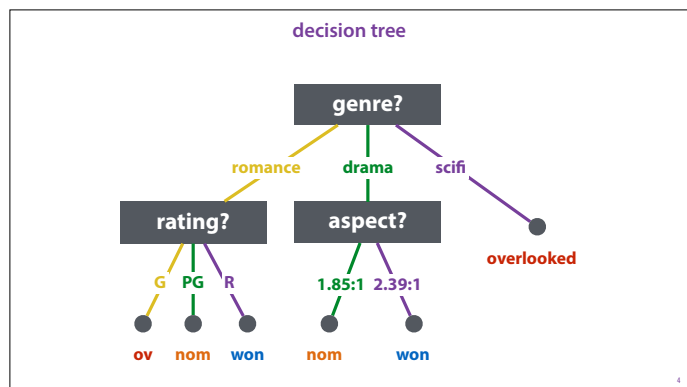 decision tree
genre?
romance drama scifi
rating? aspect?
overlooked
G PG R 1.85:1 2.39:1
ov nom won nom won
4